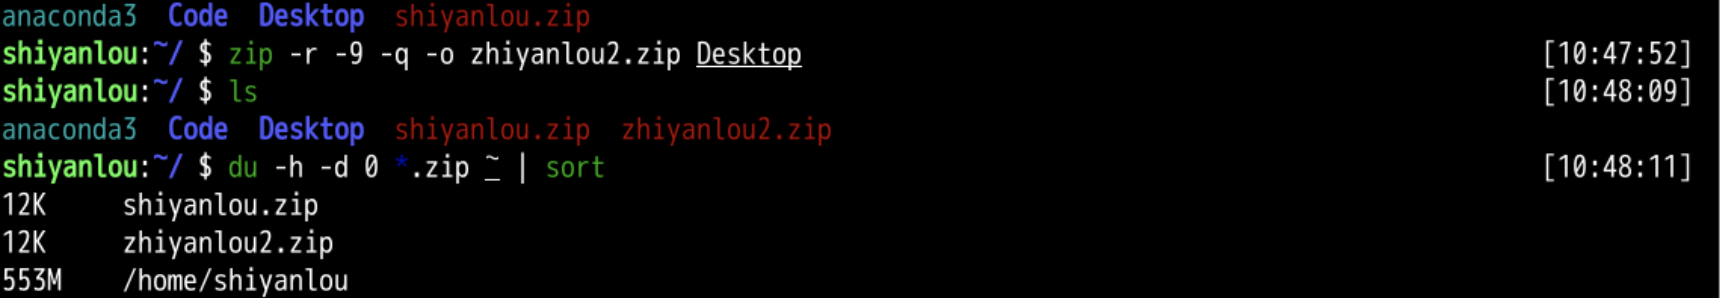 anaconda3  Code  Desktop  shiyanlou.zip
shiyanlou:~/ $ zip -r -9 -q -o zhiyanlou2.zip Desktop [10:47:52]
shiyanlou:~/ $ ls [10:48:09]
anaconda3  Code  Desktop  shiyanlou.zip  zhiyanlou2.zip
shiyanlou:~/ $ du -h -d 0 *.zip ~ | sort [10:48:11]
12K     shiyanlou.zip
12K     zhiyanlou2.zip
553M    /home/shiyanlou